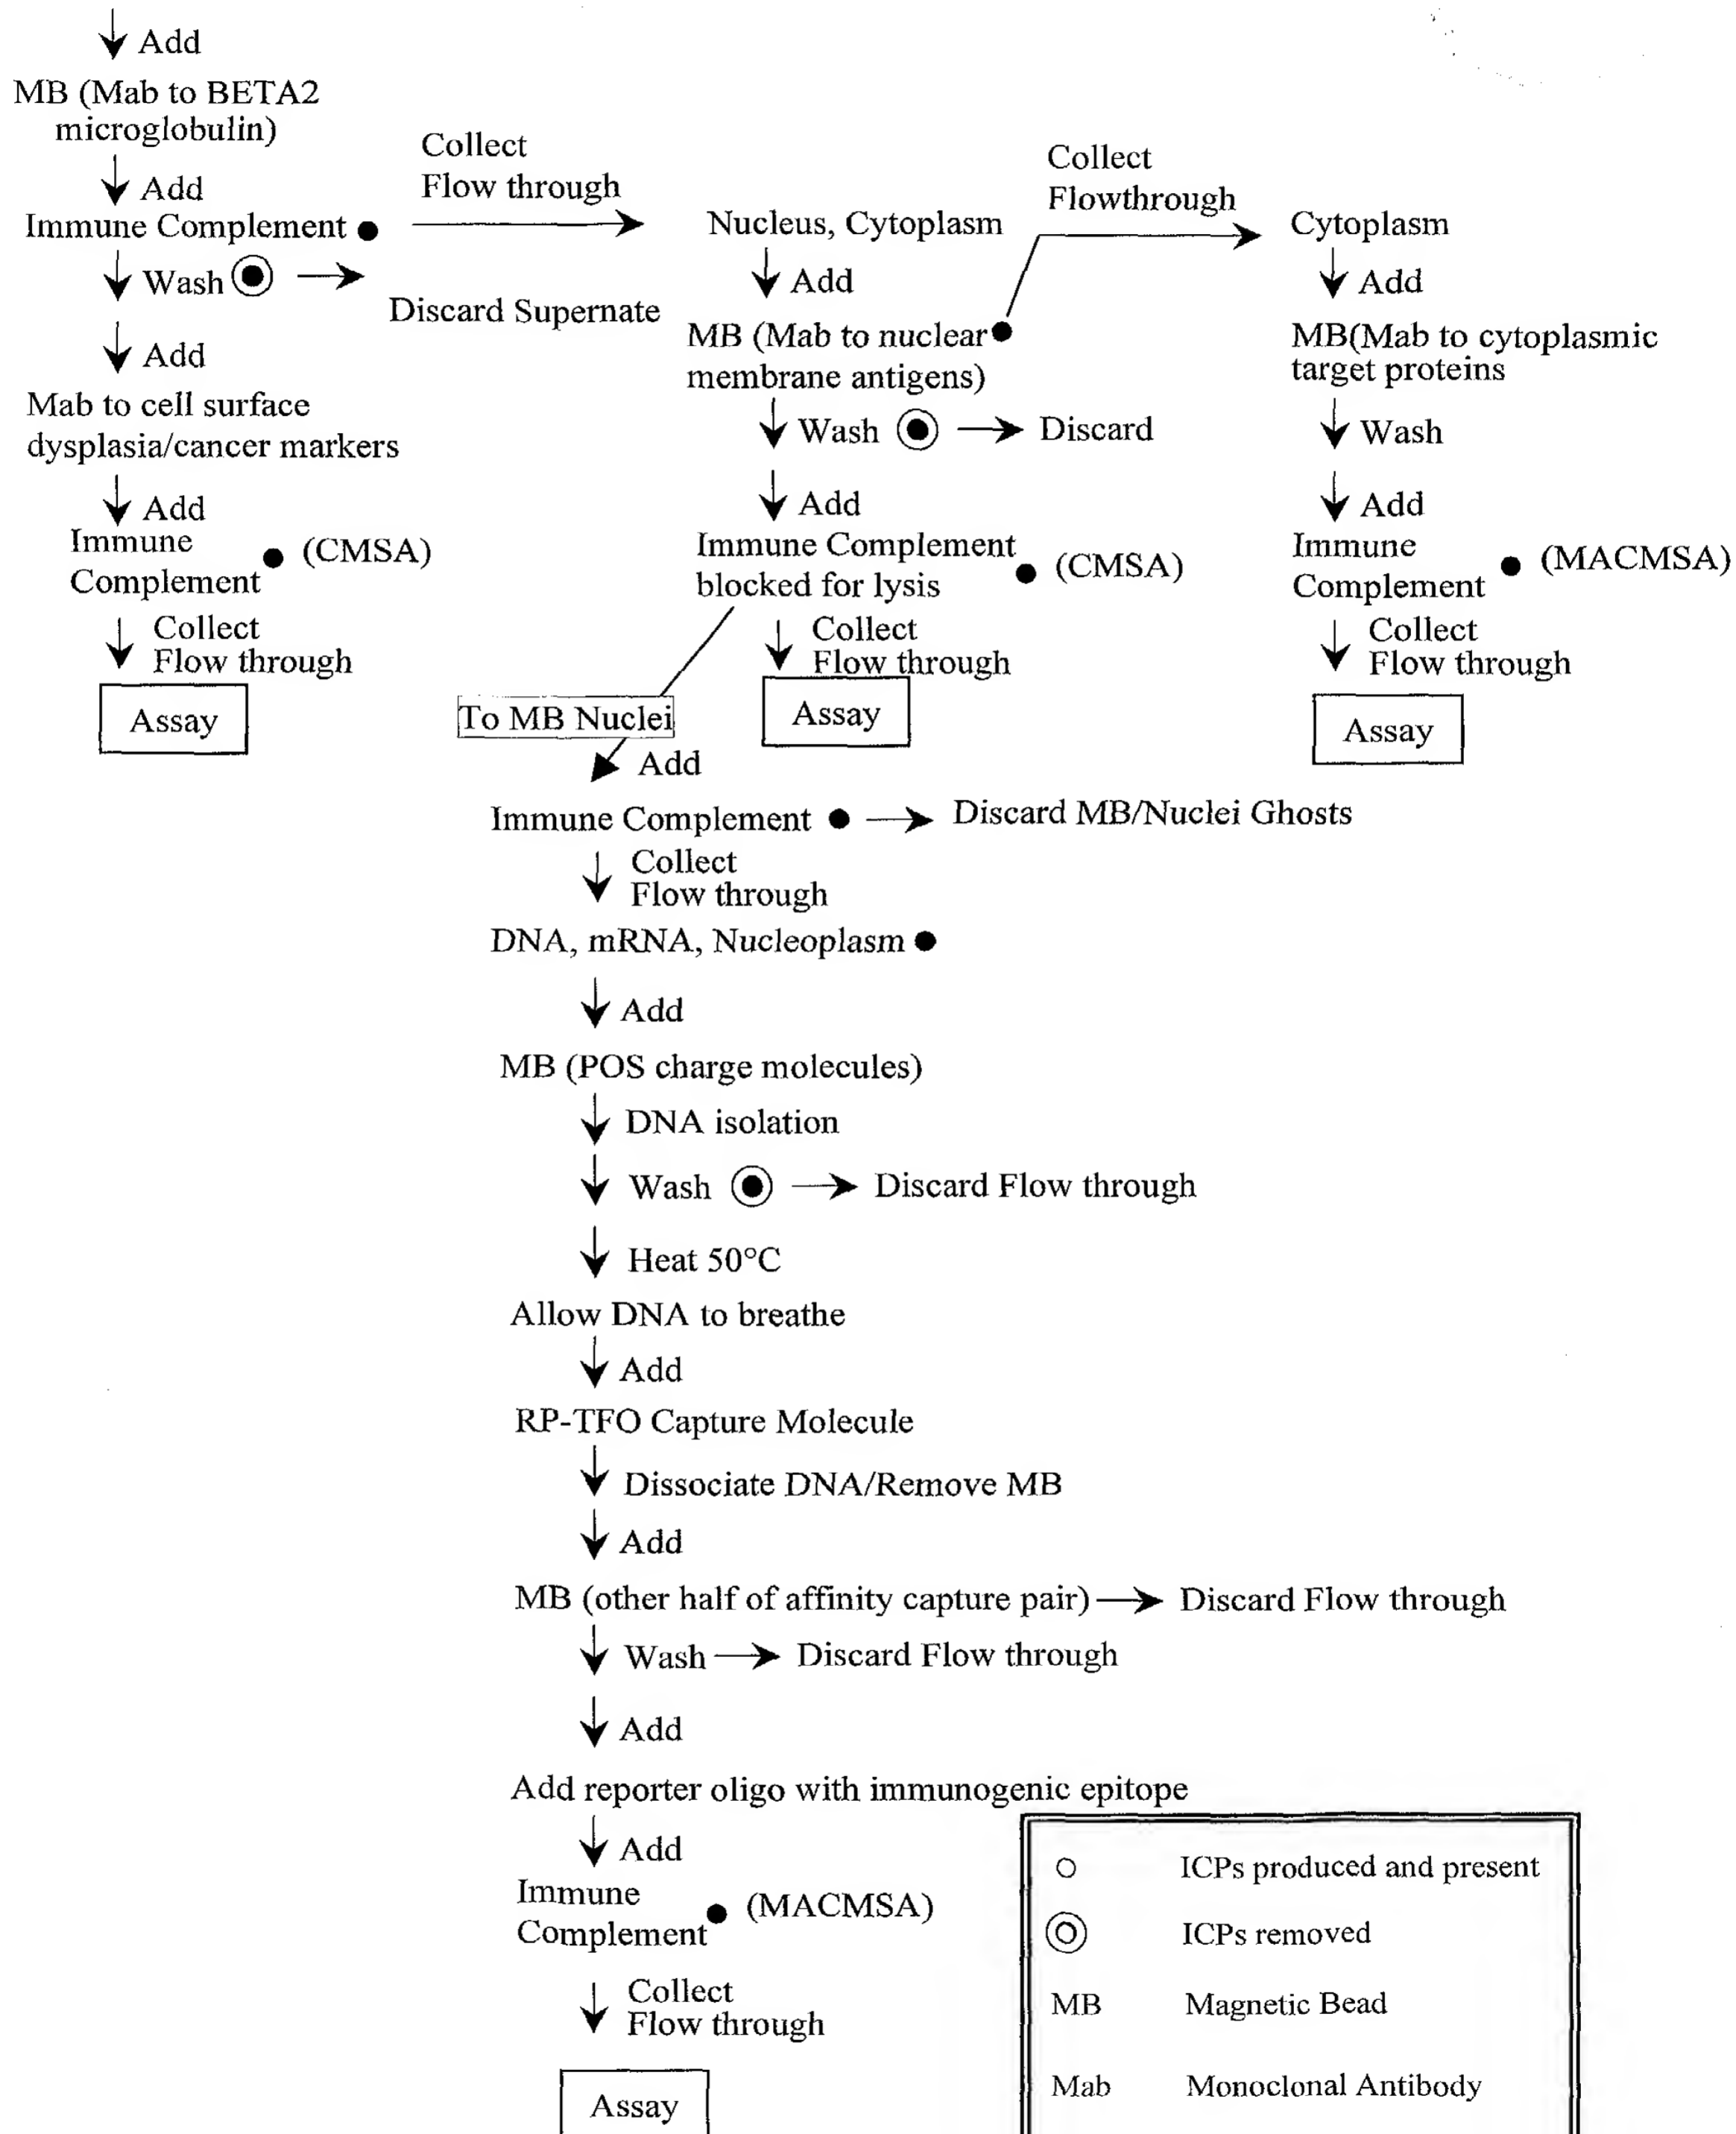 Add
MB (Mab to BETA2
microglobulin)
Add
Immune Complement
Wash
Discard Supernate
Add
Mab to cell surface
dysplasia/cancer markers
Add
Immune
Complement
(CMSA)
Collect
Flow through
Assay
Collect
Flow through
Nucleus, Cytoplasm
Add
MB (Mab to nuclear
membrane antigens)
Wash
Discard
Add
Immune Complement
blocked for lysis
(CMSA)
Collect
Flow through
Assay
Collect
Flowthrough
Cytoplasm
Add
MB(Mab to cytoplasmic
target proteins
Wash
Add
Immune
Complement
(MACMSA)
Collect
Flow through
Assay
To MB Nuclei
Add
Immune Complement
Discard MB/Nuclei Ghosts
Collect
Flow through
DNA, mRNA, Nucleoplasm
Add
MB (POS charge molecules)
DNA isolation
Wash
Discard Flow through
Heat 50°C
Allow DNA to breathe
Add
RP-TFO Capture Molecule
Dissociate DNA/Remove MB
Add
MB (other half of affinity capture pair)
Discard Flow through
Wash
Discard Flow through
Add
Add reporter oligo with immunogenic epitope
Add
Immune
Complement
(MACMSA)
Collect
Flow through
Assay
ICPs produced and present
ICPs removed
MB Magnetic Bead
Mab Monoclonal Antibody